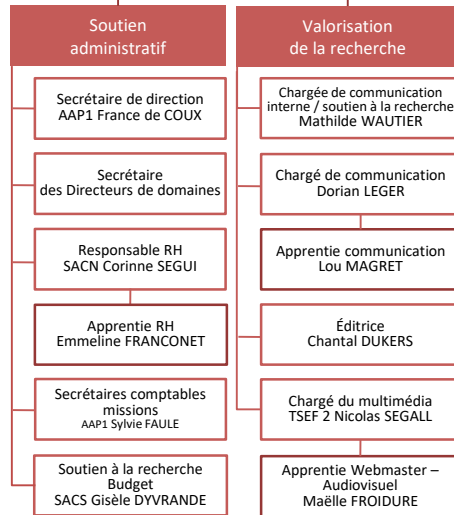 Soutien
administratif
Secrétaire de direction
AAP1 France de COUX
Secrétaire
des Directeurs de domaines
Responsable RH
SACN Corinne SEGUI
Apprentie RH
Emmeline FRANCONET
Secrétaires comptables
missions
AAP1 Sylvie FAULE
Soutien à la recherche
Budget
SACS Gisèle DYVRANDE
Valorisation
de la recherche
Chargée de communication
interne / soutien à la recherche
Mathilde WAUTIER
Chargé de communication
Dorian LEGER
Apprentie communication
Lou MAGRET
Éditrice
Chantal DUKERS
Chargé du multimédia
TSEF 2 Nicolas SEGALL
Apprentie Webmaster –
Audiovisuel
Maëlle FROIDURE